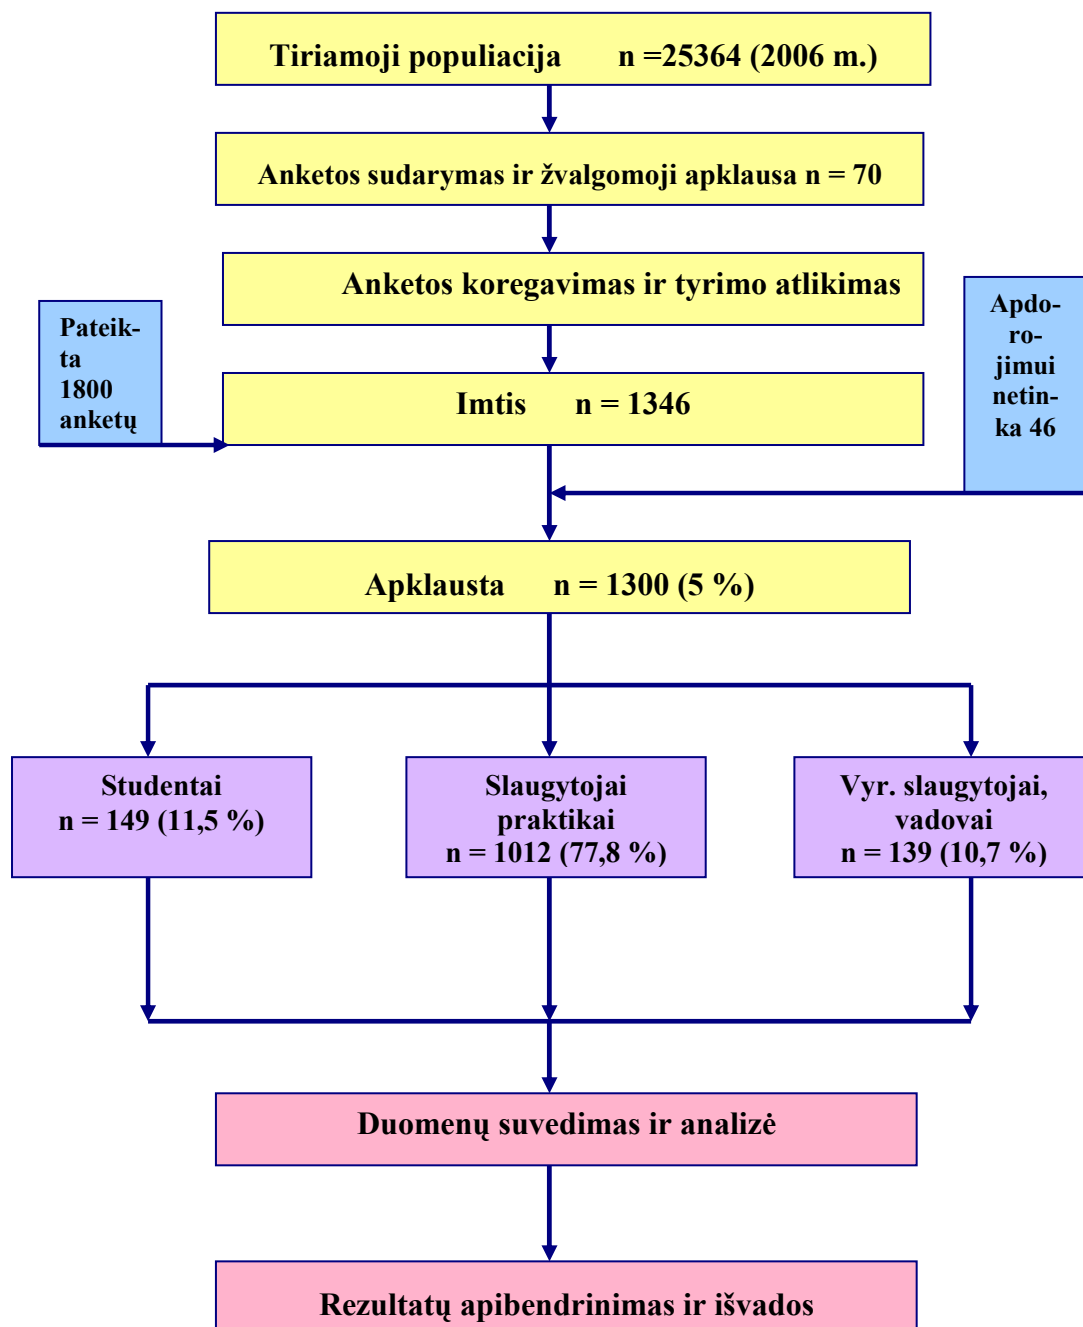 Tiriamoji populiacija n =25364 (2006 m.)
Anketos sudarymas ir žvalgomoji apklausa n = 70
Anketos koregavimas ir tyrimo atlikimas
Pateik-
ta
1800
anketų
Apdo-
ro-
jimui
netin-
ka 46
Imtis n = 1346
Apklausta n = 1300 (5 %)
Studentai
n = 149 (11,5 %)
Slaugytojai
praktikai
n = 1012 (77,8 %)
Vyr. slaugytojai,
vadovai
n = 139 (10,7 %)
Duomenų suvedimas ir analizė
Rezultatų apibendrinimas ir išvados